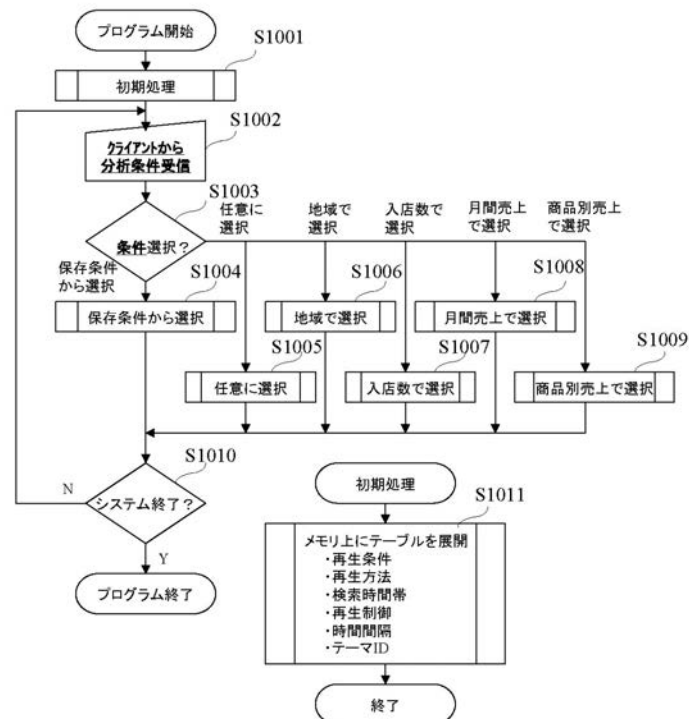 プログラム開始
S1001
初期処理
S1002
クライアントから
分析条件受信
S1003
条件選択?
任意に
選択
地域で
選択
入店数で
選択
月間売上
で選択
商品別売上
で選択
保存条件
から選択
S1004
保存条件から選択
S1006
地域で選択
S1008
月間売上で選択
S1005
任意に選択
S1007
入店数で選択
S1009
商品別売上で選択
S1010
N
システム終了?
Y
プログラム終了
初期処理
S1011
メモリ上にテーブルを展開
・再生条件
・再生方法
・検索時間帯
・再生制御
・時間間隔
・テーマID
終了